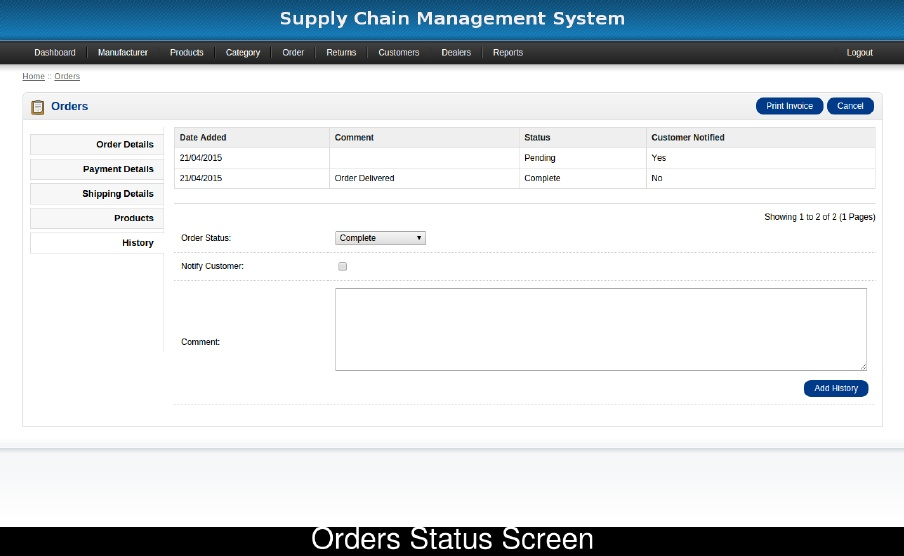 Supply Chain Management System
Dashboard Manufacturer Products Category Order Returns Customers Dealers Reports Logout
Home :: Orders
Orders Print Invoice Cancel
Order Details
Payment Details
Shipping Details
Products
History
Date Added Comment Status Customer Notified
21/04/2015 Pending Yes
21/04/2015 Order Delivered Complete No
Showing 1 to 2 of 2 (1 Pages)
Order Status: Complete
Notify Customer:
Comment:
Add History
Orders Status Screen